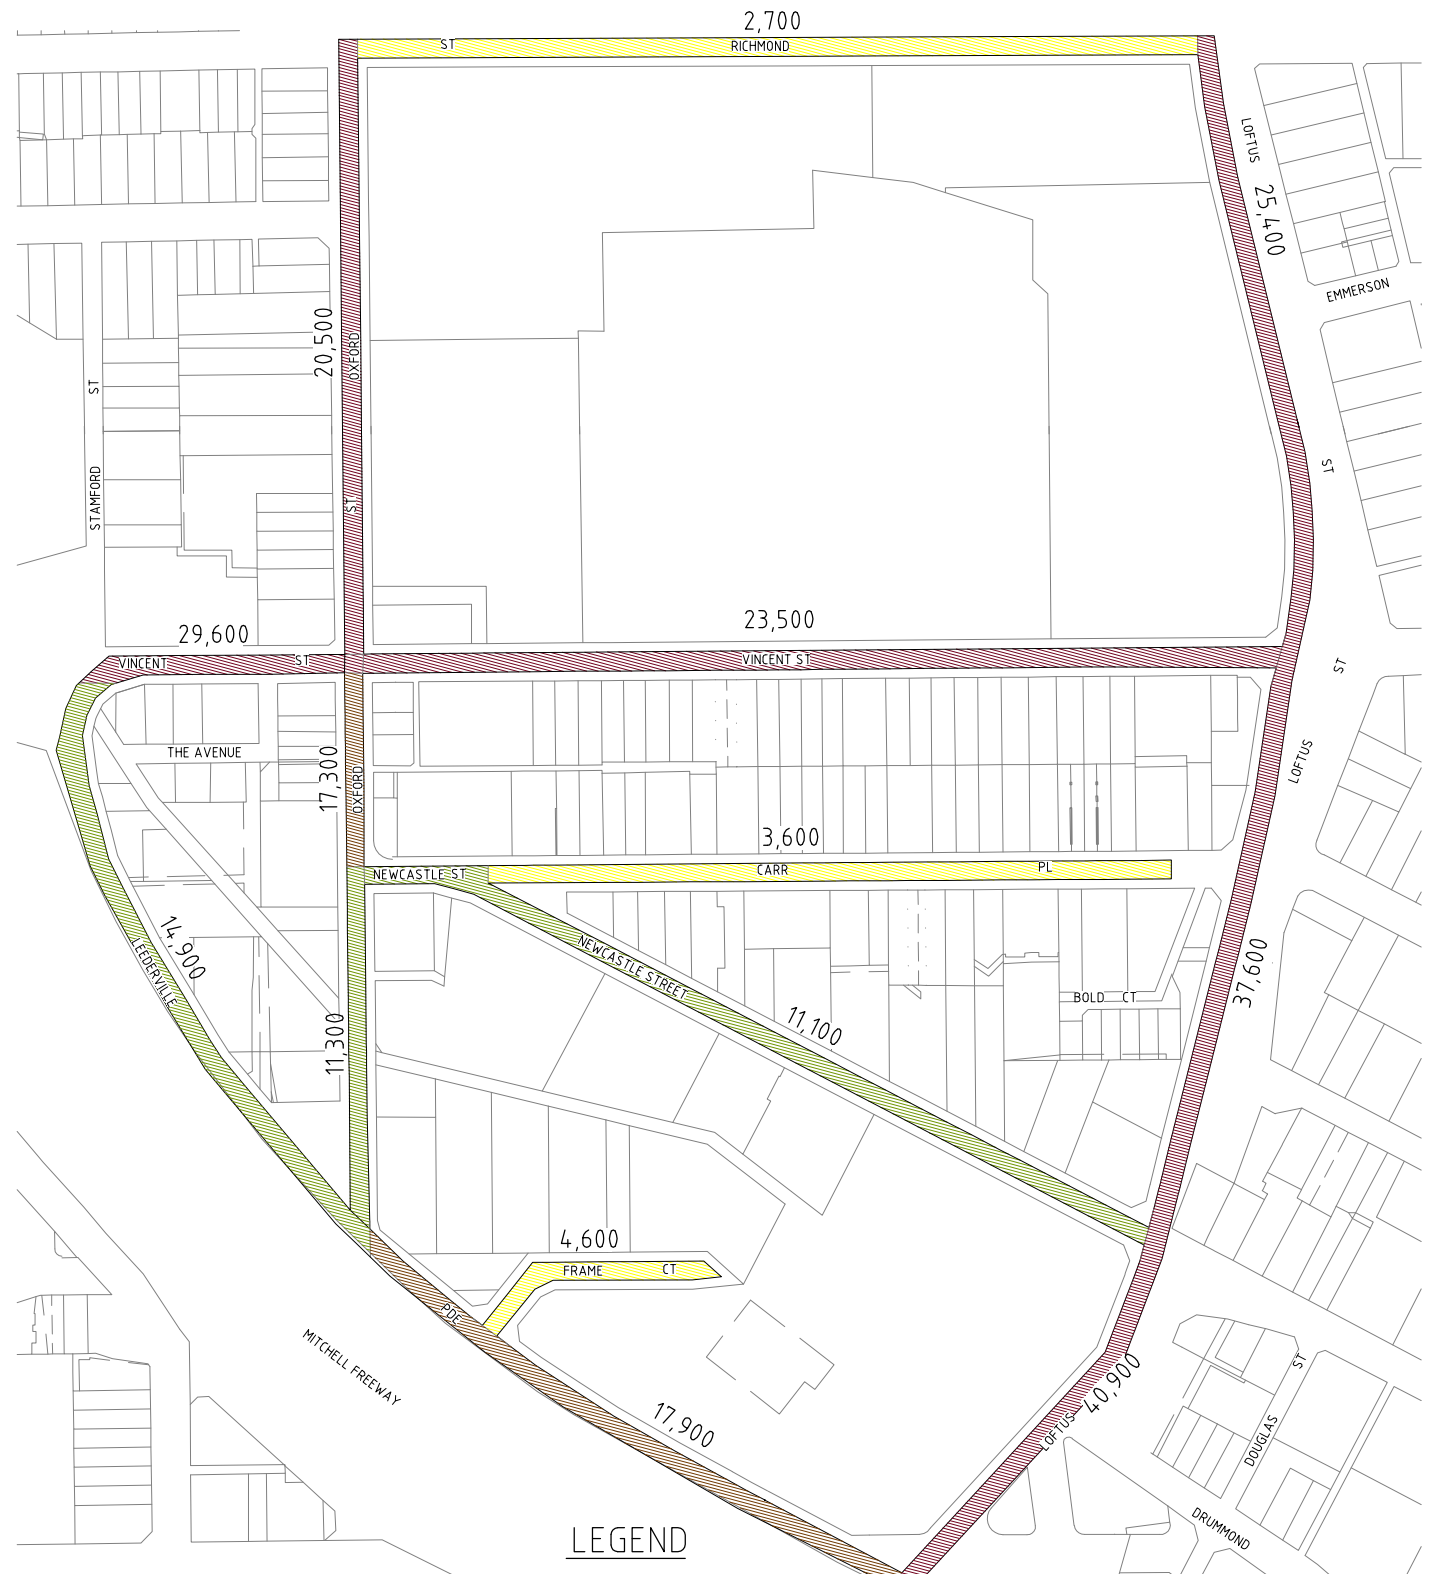 2,700
ST
RICHMOND
LOFTUS
25,400
EMMERSON
20,500
OXFORD
ST
ST
STAMFORD
ST
29,600
23,500
VINCENT
ST
VINCENT ST
ST
LOFTUS
THE AVENUE
17,300
OXFORD
3,600
NEWCASTLE ST
CARR
PL
14,900
LEEDERVILLE
NEWCASTLE STREET
37,600
BOLD CT
11,300
11,100
4,600
FRAME
CT
PDE
MITCHELL FREEWAY
40,900
ST
LOFTUS
17,900
DOUGLAS
DRUMMOND
LEGEND